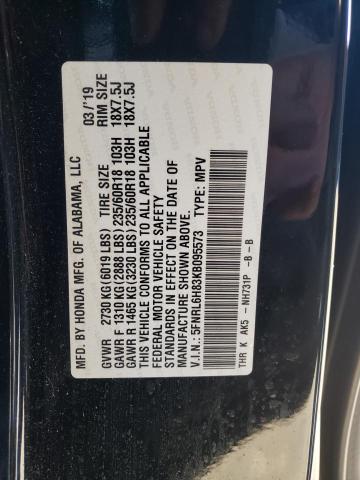 MFD. BY HONDA MFG. OF ALABAMA, LLC 03/'19
TIRE SIZE RIM SIZE
GVWR 2730 KG (6019 LBS)
GAWR F 1310 KG (2888 LBS) 235/60R18 103H 18X7.5J
GAWR R 1465 KG (3230 LBS) 235/60R18 103H 18X7.5J
THIS VEHICLE CONFORMS TO ALL APPLICABLE
FEDERAL MOTOR VEHICLE SAFETY
STANDARDS IN EFFECT ON THE DATE OF
MANUFACTURE SHOWN ABOVE.
V.I.N.: 5FNRL6H83KB095573 TYPE: MPV
THR K AK5 - NH731P -B -B